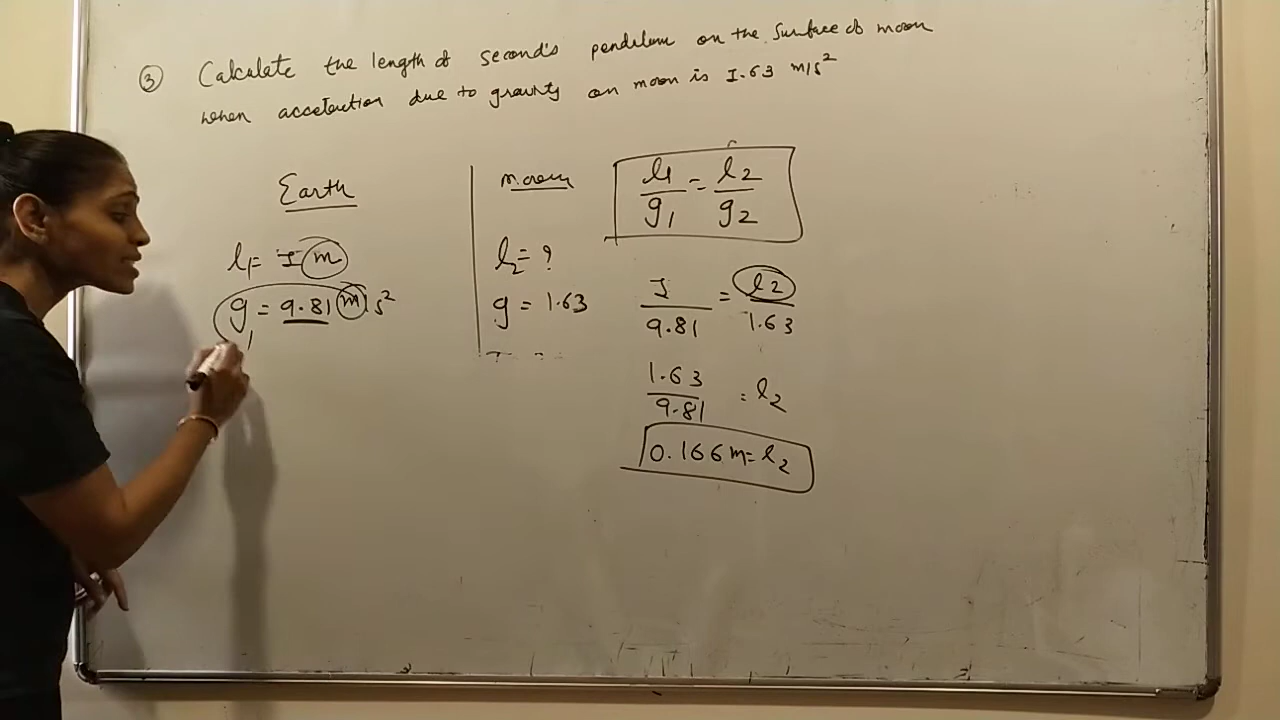 ③ Calculate the length of second's pendelum on the surface of moon
when acceleration due to gravity on moon is 1.63 m/s²
Earth
l₁ = 1 m
g₁ = 9.81 m/s²
moon
l₂ = ?
g = 1.63
l₁/g₁ = l₂/g₂
1/9.81 = l₂/1.63
1.63/9.81 = l₂
0.166 m = l₂